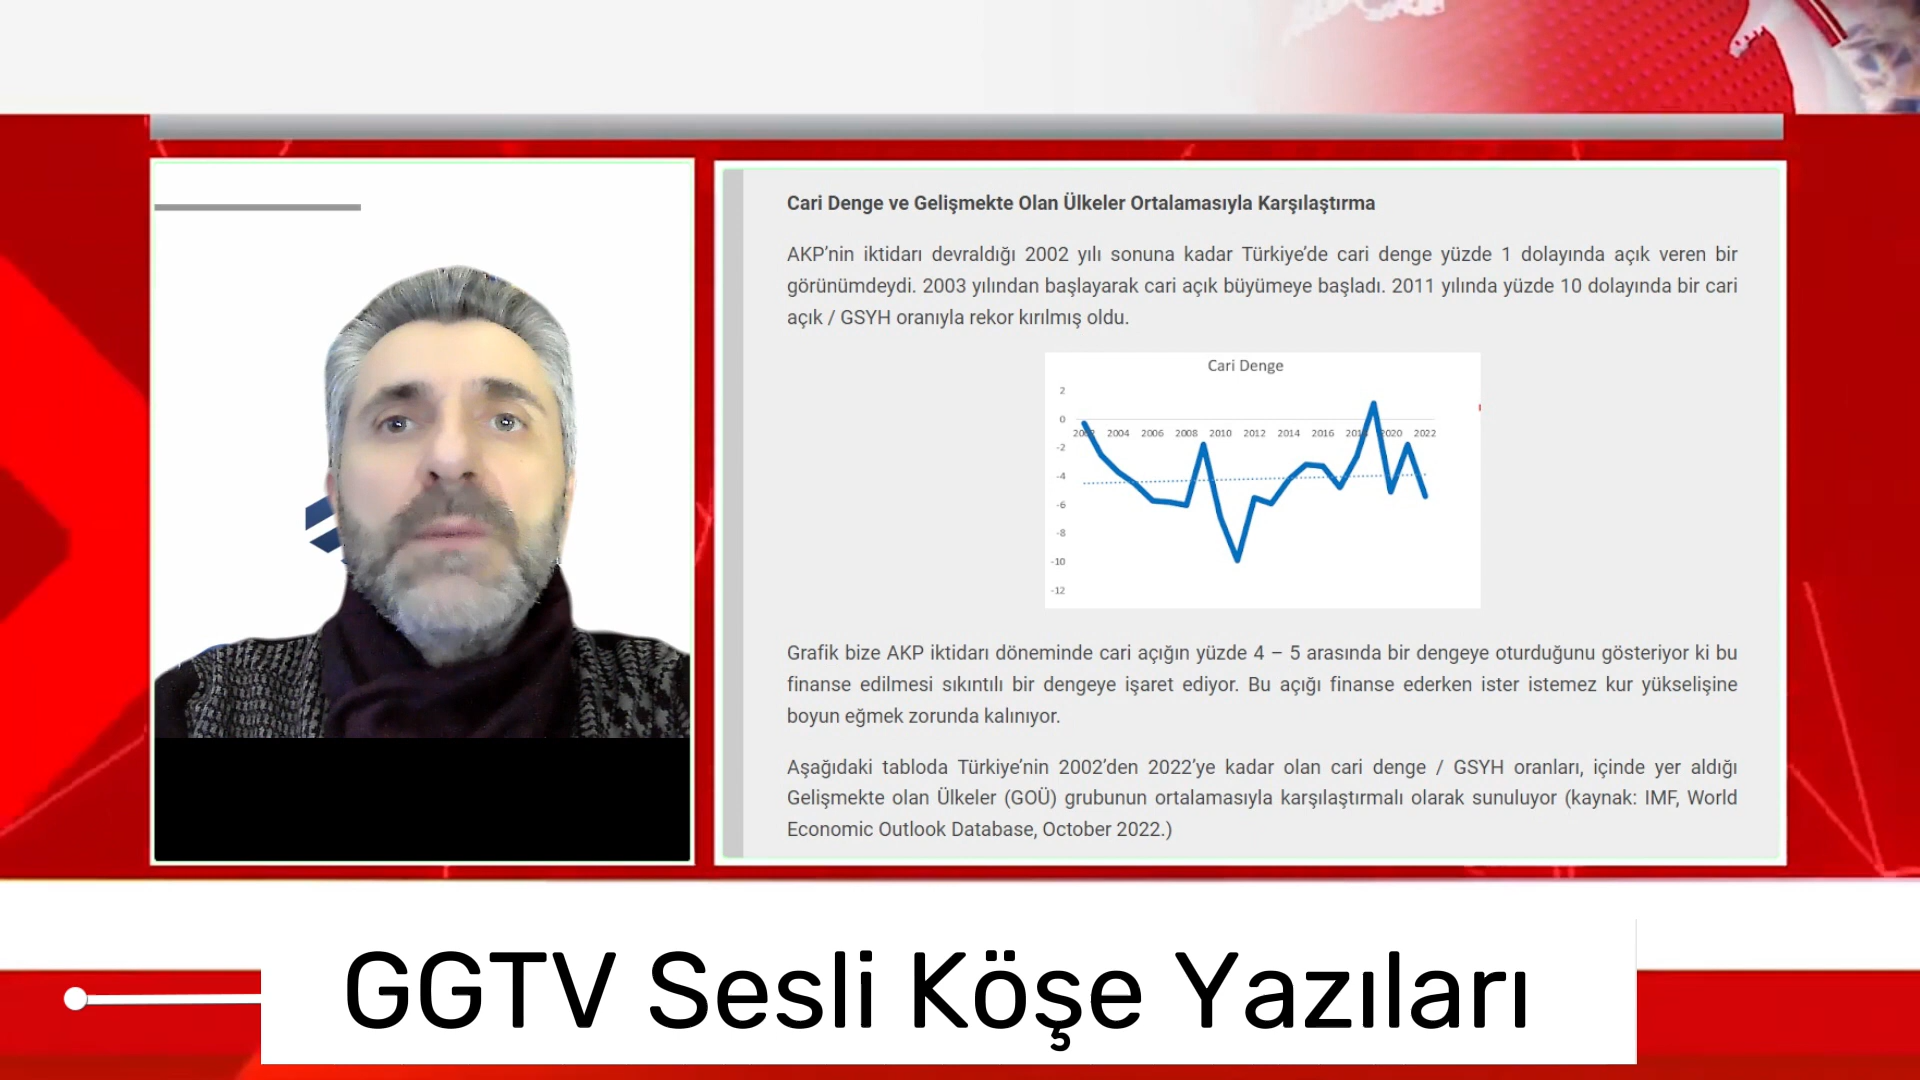 Cari Denge ve Gelişmekte Olan Ülkeler Ortalamasıyla Karşılaştırma
AKP’nin iktidarı devraldığı 2002 yılı sonuna kadar Türkiye’de cari denge yüzde 1 dolayında açık veren bir
görünümdeydi. 2003 yılından başlayarak cari açık büyümeye başladı. 2011 yılında yüzde 10 dolayında bir cari
açık / GSYH oranıyla rekor kırılmış oldu.
Cari Denge
2
0
2002 2004 2006 2008 2010 2012 2014 2016 2018 2020 2022
-2
-4
-6
-8
-10
-12
Grafik bize AKP iktidarı döneminde cari açığın yüzde 4 – 5 arasında bir dengeye oturduğunu gösteriyor ki bu
finanse edilmesi sıkıntılı bir dengeye işaret ediyor. Bu açığı finanse ederken ister istemez kur yükselişine
boyun eğmek zorunda kalınıyor.
Aşağıdaki tabloda Türkiye’nin 2002’den 2022’ye kadar olan cari denge / GSYH oranları, içinde yer aldığı
Gelişmekte olan Ülkeler (GOÜ) grubunun ortalamasıyla karşılaştırmalı olarak sunuluyor (kaynak: IMF, World
Economic Outlook Database, October 2022.)
GGTV Sesli Köşe Yazıları